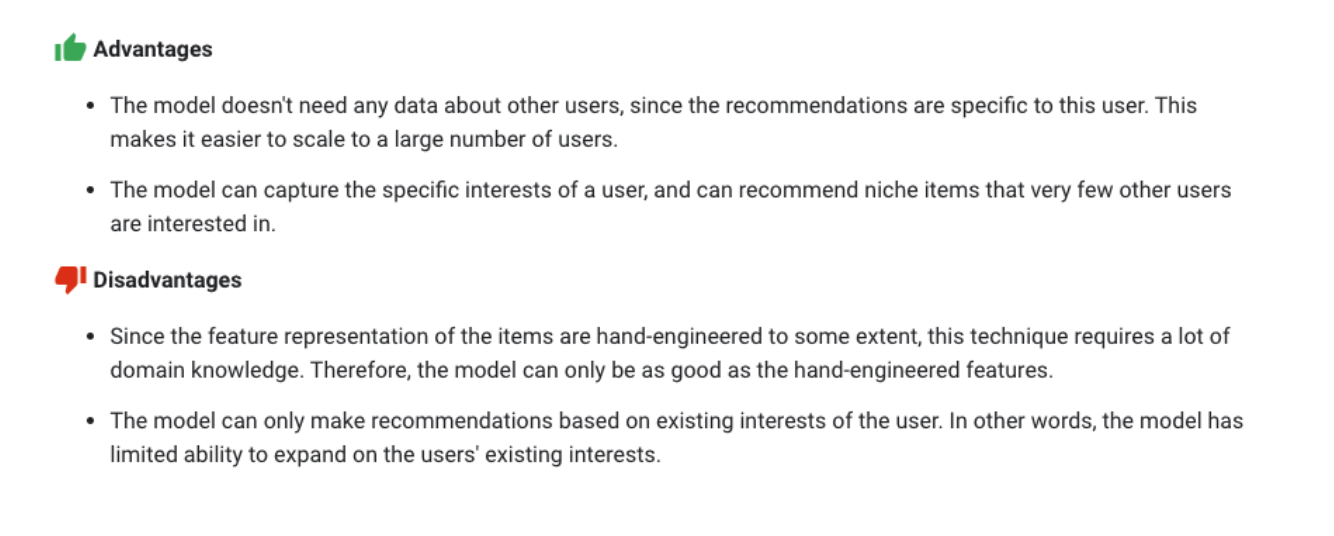 Advantages
• The model doesn't need any data about other users, since the recommendations are specific to this user. This
makes it easier to scale to a large number of users.
• The model can capture the specific interests of a user, and can recommend niche items that very few other users
are interested in.
Disadvantages
• Since the feature representation of the items are hand-engineered to some extent, this technique requires a lot of
domain knowledge. Therefore, the model can only be as good as the hand-engineered features.
• The model can only make recommendations based on existing interests of the user. In other words, the model has
limited ability to expand on the users' existing interests.